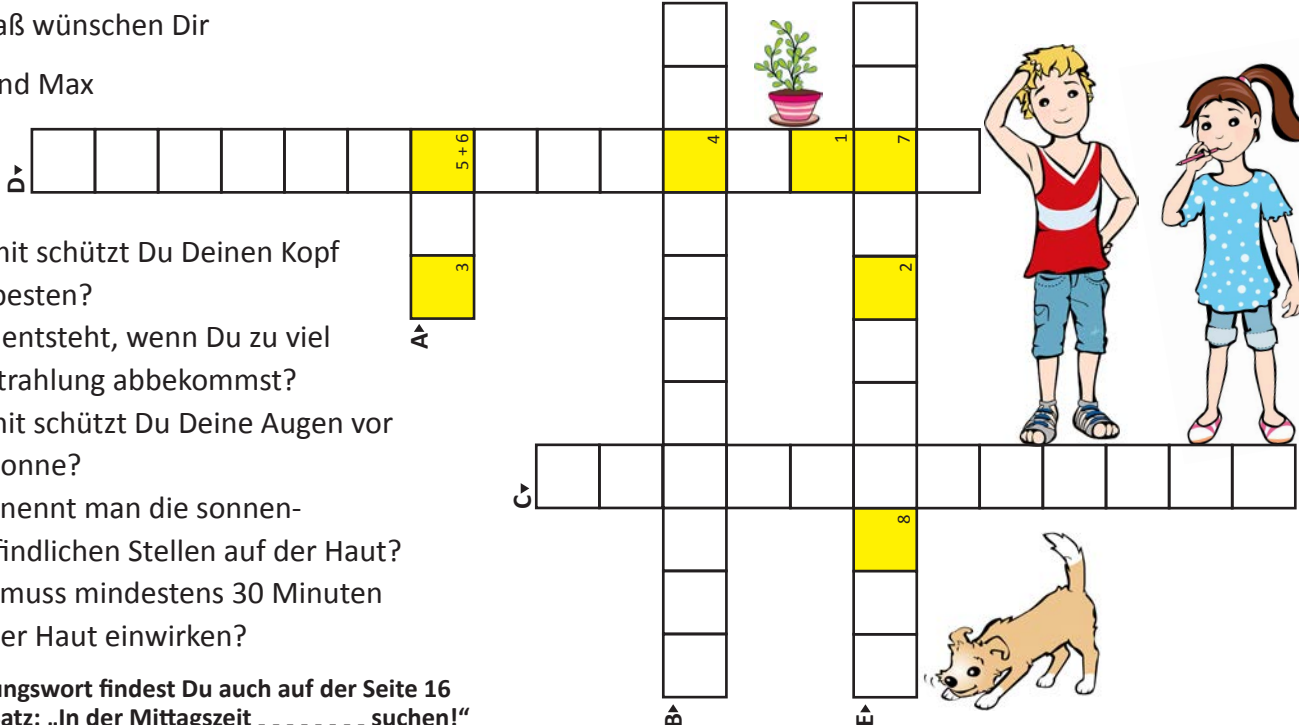 aß wünschen Dir
nd Max
D
5 + 6
4
1
7
3
2
A
mit schützt Du Deinen Kopf
besten?
entsteht, wenn Du zu viel
trahlung abbekommst?
mit schützt Du Deine Augen vor
onne?
nennt man die sonnen-
findlichen Stellen auf der Haut?
muss mindestens 30 Minuten
er Haut einwirken?
C
8
ungswort findest Du auch auf der Seite 16
atz: „In der Mittagszeit _ _ _ _ _ _ _ _ suchen!“
B
E